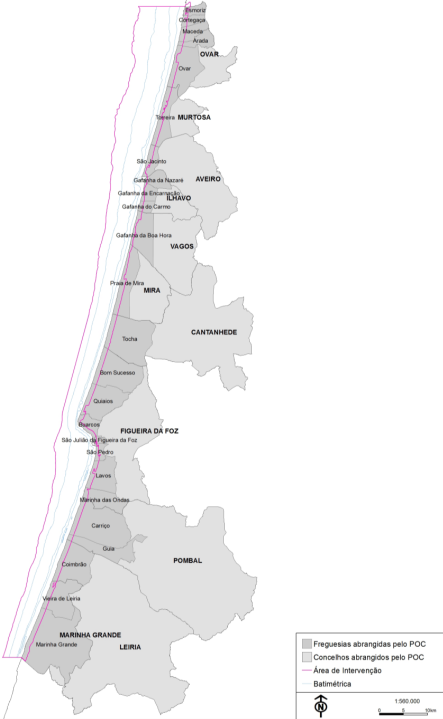 Esmoriz
Cortegaça
Maceda
Arada
OVAR
Ovar
Torreira
MURTOSA
São Jacinto
Gafanha da Nazaré
AVEIRO
Gafanha da Encarnação
ÍLHAVO
Gafanha do Carmo
Gafanha da Boa Hora
VAGOS
Praia de Mira
MIRA
CANTANHEDE
Tocha
Bom Sucesso
Quiaios
Buarcos
FIGUEIRA DA FOZ
São Julião da Figueira da Foz
São Pedro
Lavos
Marinha das Ondas
Carriço
Guia
POMBAL
Coimbrão
Vieira de Leiria
MARINHA GRANDE
Marinha Grande
LEIRIA
Freguesias abrangidas pelo POC
Concelhos abrangidos pelo POC
Área de Intervenção
Batimétrica
N
1:560.000
0 5 10km